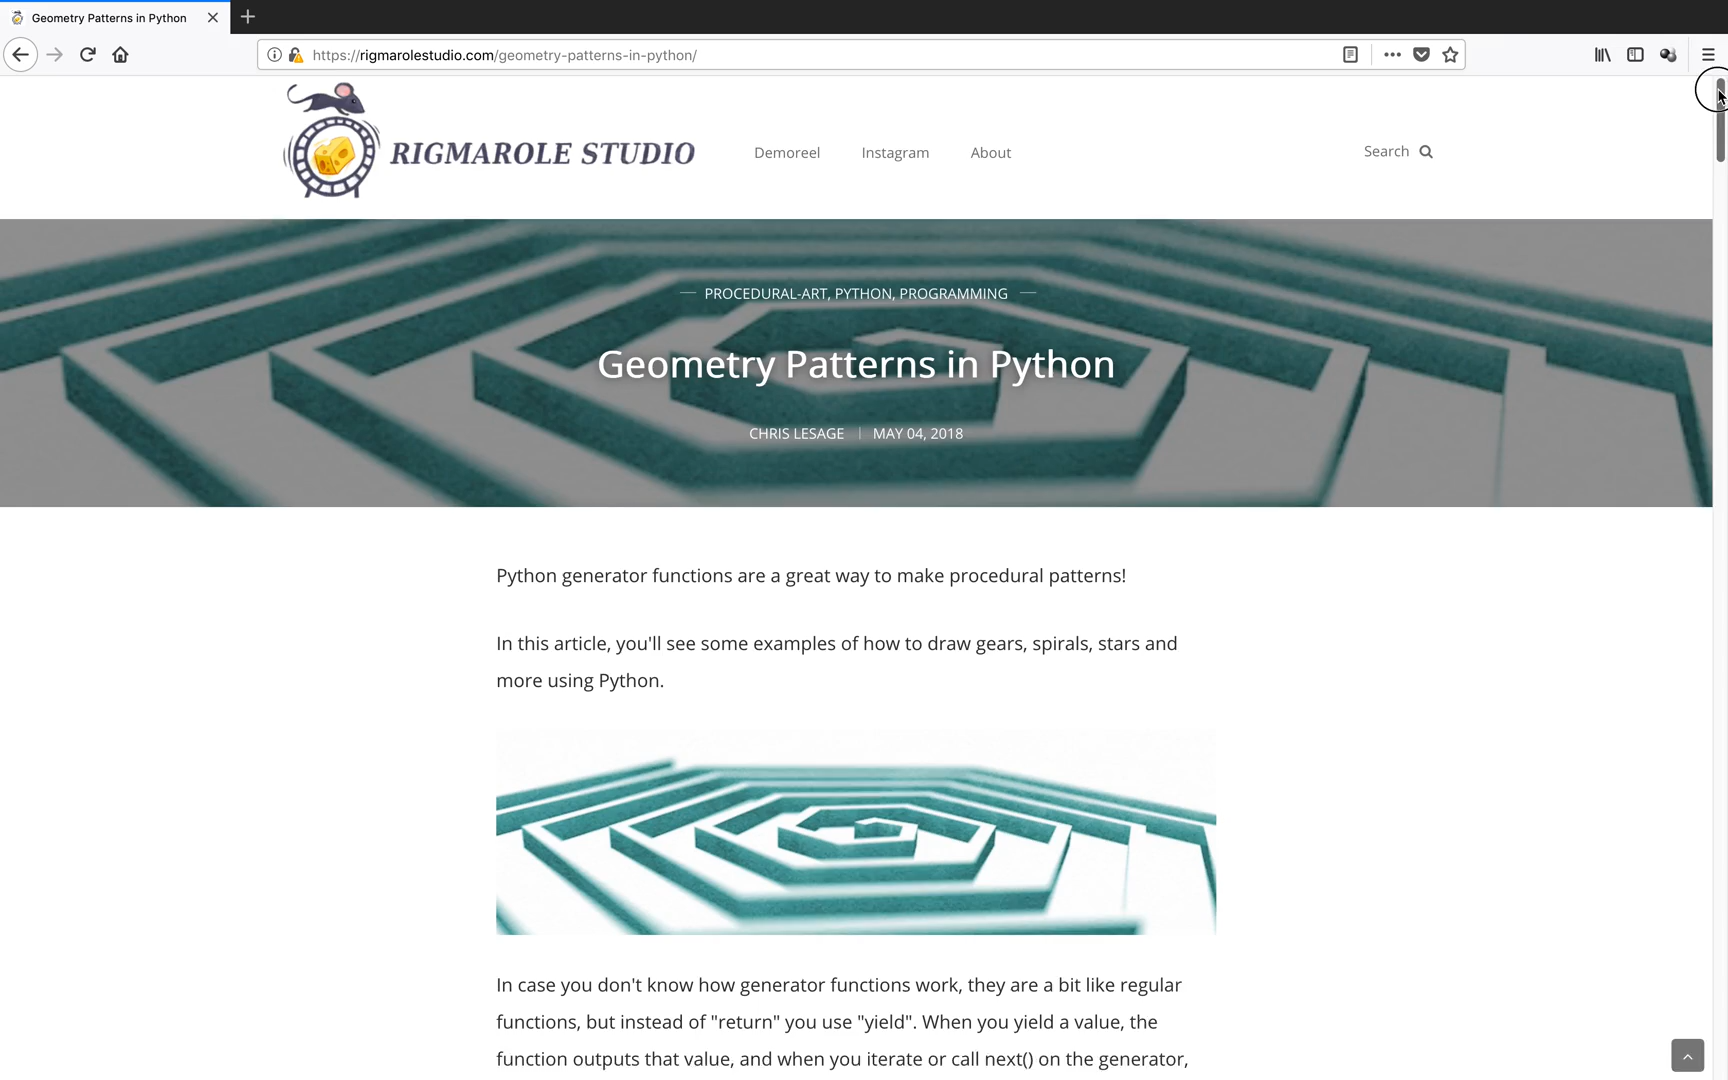 Geometry Patterns in Python
https://rigmarolestudio.com/geometry-patterns-in-python/
RIGMAROLE STUDIO
Demoreel
Instagram
About
Search
PROCEDURAL-ART, PYTHON, PROGRAMMING
Geometry Patterns in Python
CHRIS LESAGE | MAY 04, 2018
Python generator functions are a great way to make procedural patterns!
In this article, you'll see some examples of how to draw gears, spirals, stars and
more using Python.
In case you don't know how generator functions work, they are a bit like regular
functions, but instead of "return" you use "yield". When you yield a value, the
function outputs that value, and when you iterate or call next() on the generator,